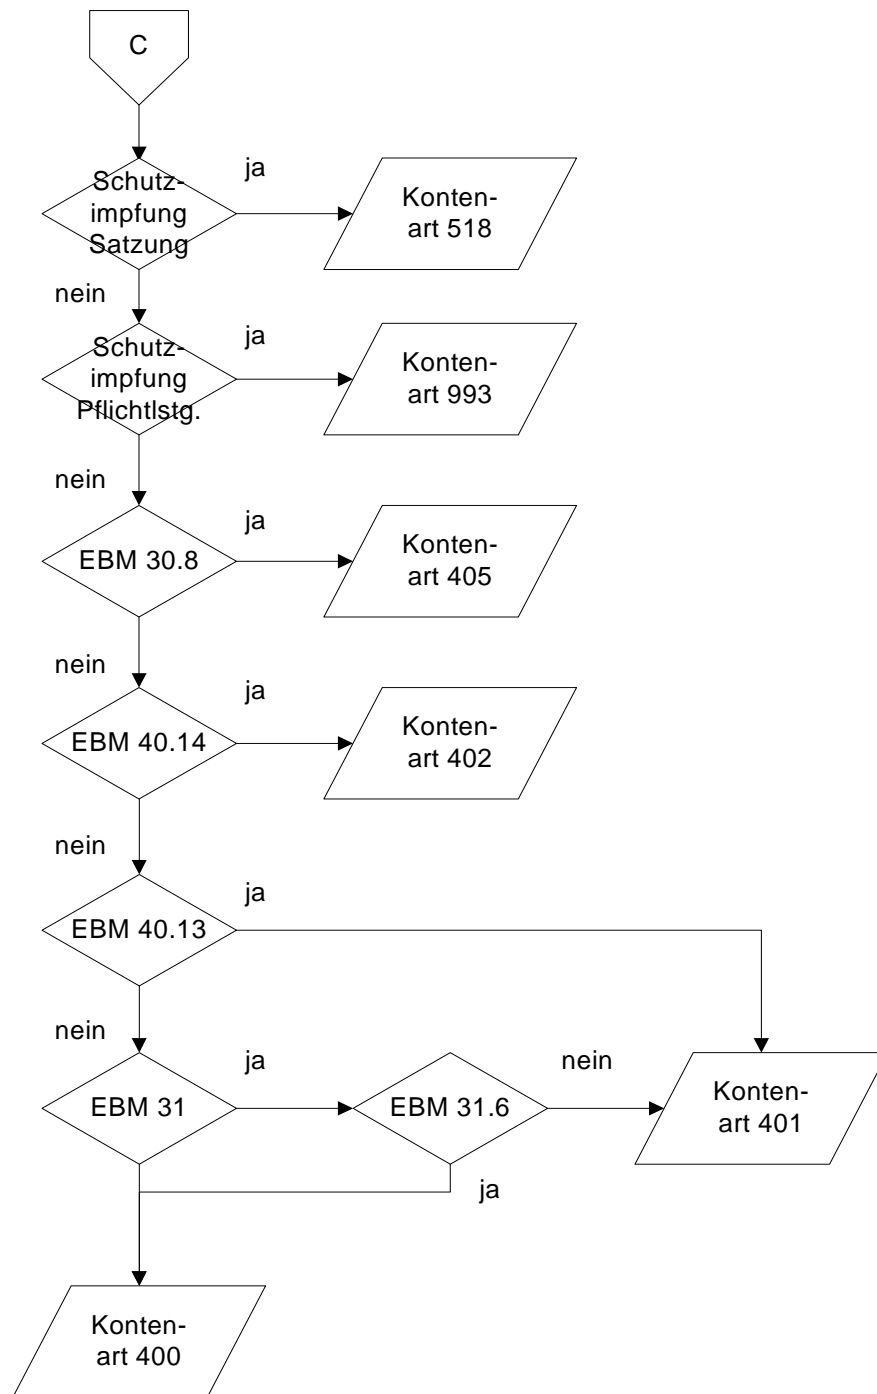 C
Schutz-
impfung
Satzung
ja
Konten-
art 518
nein
Schutz-
impfung
Pflichtlstg.
ja
Konten-
art 993
nein
EBM 30.8
ja
Konten-
art 405
nein
EBM 40.14
ja
Konten-
art 402
nein
EBM 40.13
ja
nein
EBM 31
ja
EBM 31.6
nein
Konten-
art 401
ja
Konten-
art 400